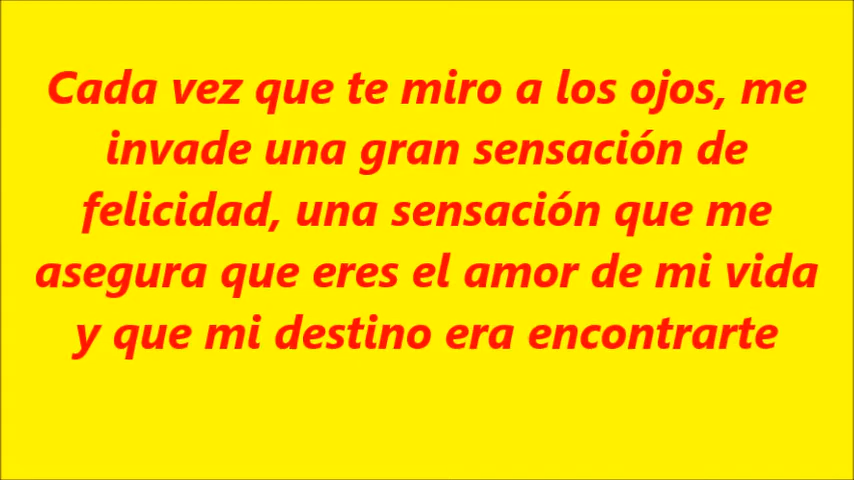 Cada vez que te miro a los ojos, me
invade una gran sensación de
felicidad, una sensación que me
asegura que eres el amor de mi vida
y que mi destino era encontrarte